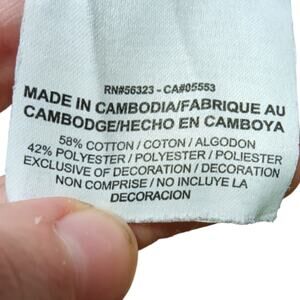 RN#56323 - CA#05553
MADE IN CAMBODIA/FABRIQUE AU
CAMBODGE/HECHO EN CAMBOYA
58% COTTON / COTON / ALGODON
42% POLYESTER / POLYESTER / POLIESTER
EXCLUSIVE OF DECORATION / DECORATION
NON COMPRISE / NO INCLUYE LA
DECORACION